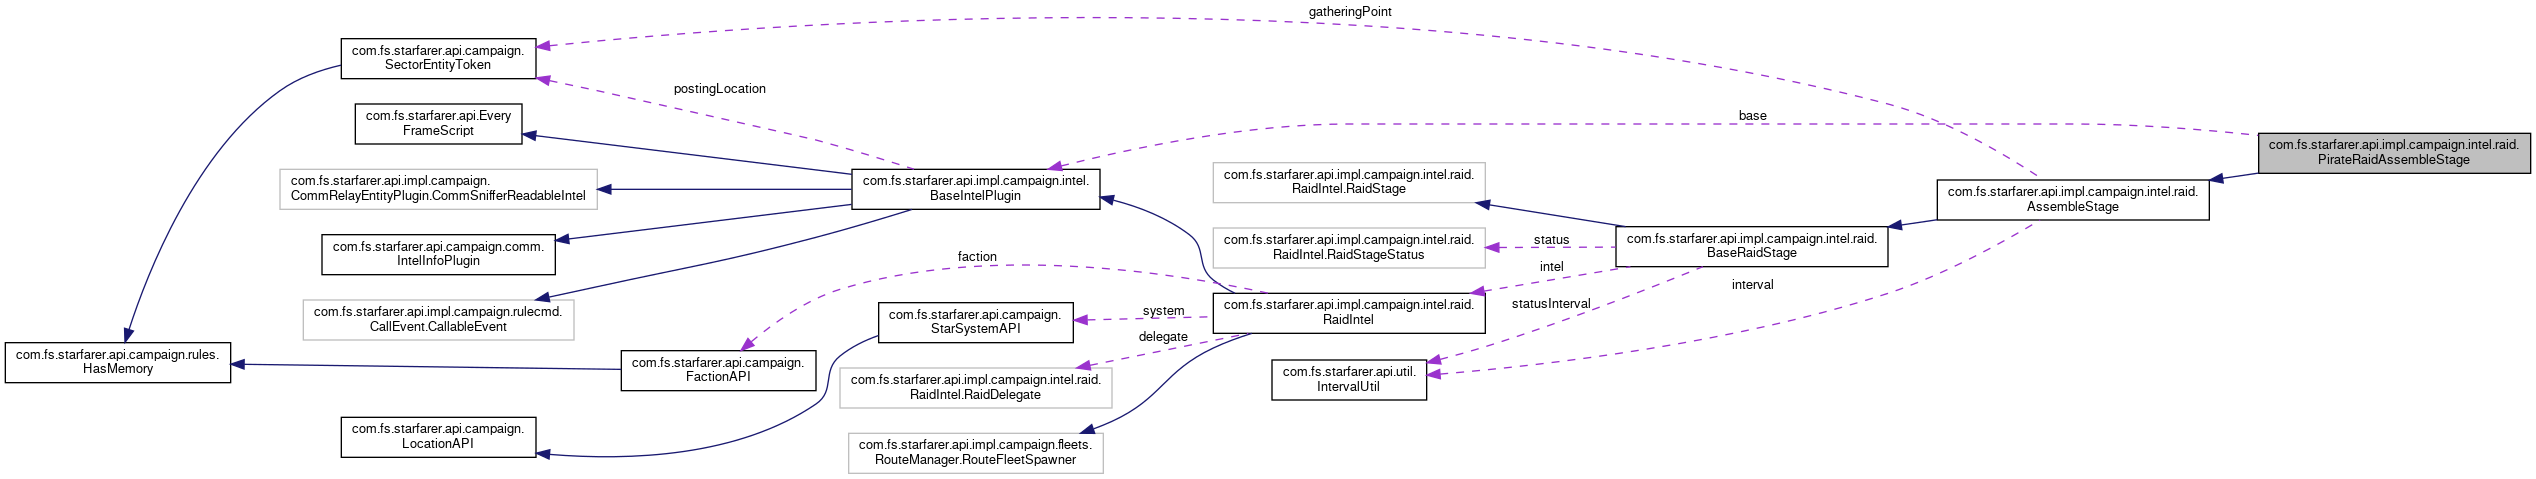 gatheringPoint
com.fs.starfarer.api.campaign.
SectorEntityToken
postingLocation
com.fs.starfarer.api.Every
FrameScript
base
com.fs.starfarer.api.impl.campaign.intel.raid.
PirateRaidAssembleStage
com.fs.starfarer.api.impl.campaign.
CommRelayEntityPlugin.CommSnifferReadableIntel
com.fs.starfarer.api.impl.campaign.intel.
BaseIntelPlugin
com.fs.starfarer.api.impl.campaign.intel.raid.
RaidIntel.RaidStage
com.fs.starfarer.api.impl.campaign.intel.raid.
AssembleStage
com.fs.starfarer.api.campaign.comm.
IntelInfoPlugin
faction
com.fs.starfarer.api.impl.campaign.intel.raid.
RaidIntel.RaidStageStatus
status
intel
com.fs.starfarer.api.impl.campaign.intel.raid.
BaseRaidStage
interval
statusInterval
com.fs.starfarer.api.impl.campaign.rulecmd.
CallEvent.CallableEvent
com.fs.starfarer.api.campaign.
StarSystemAPI
system
delegate
com.fs.starfarer.api.impl.campaign.intel.raid.
RaidIntel
com.fs.starfarer.api.campaign.rules.
HasMemory
com.fs.starfarer.api.campaign.
FactionAPI
com.fs.starfarer.api.impl.campaign.intel.raid.
RaidIntel.RaidDelegate
com.fs.starfarer.api.util.
IntervalUtil
com.fs.starfarer.api.campaign.
LocationAPI
com.fs.starfarer.api.impl.campaign.fleets.
RouteManager.RouteFleetSpawner